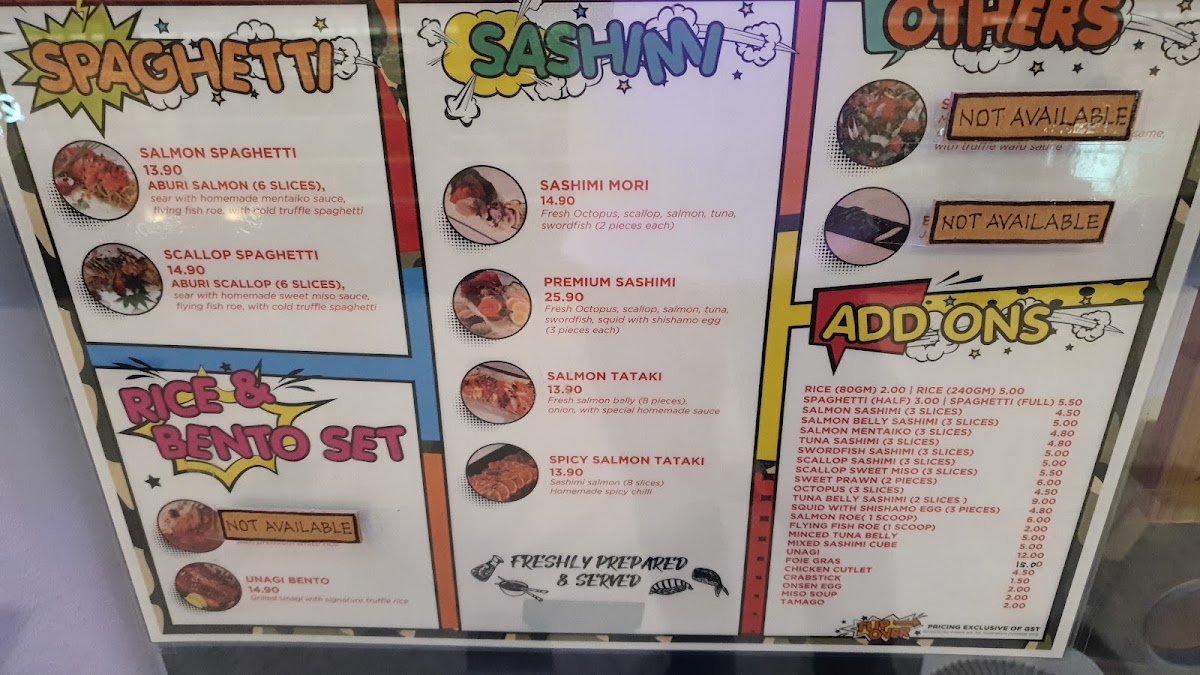 SPAGHETTI
SALMON SPAGHETTI
13.90
ABURI SALMON (6 SLICES),
sear with homemade mentaiko sauce,
flying fish roe, with cold truffle spaghetti
SCALLOP SPAGHETTI
14.90
ABURI SCALLOP (6 SLICES),
sear with homemade sweet miso sauce,
flying fish roe, with cold truffle spaghetti
RICE &
BENTO SET
NOT AVAILABLE
UNAGI BENTO
14.90
Grilled Unagi with signature truffle rice
SASHIMI
SASHIMI MORI
14.90
Fresh Octopus, scallop, salmon, tuna,
swordfish (2 pieces each)
PREMIUM SASHIMI
25.90
Fresh Octopus, scallop, salmon, tuna,
swordfish, squid with shishamo egg
(3 pieces each)
SALMON TATAKI
13.90
Fresh salmon belly (8 pieces),
onion, with special homemade sauce
SPICY SALMON TATAKI
13.90
Sashimi salmon (8 slices)
Homemade spicy chilli
FRESHLY PREPARED
& SERVED
OTHERS
NOT AVAILABLE
with truffle wafu sauce
NOT AVAILABLE
ADD ONS
RICE (80GM) 2.00 | RICE (240GM) 5.00
SPAGHETTI (HALF) 3.00 | SPAGHETTI (FULL) 5.50
SALMON SASHIMI (3 SLICES) 4.50
SALMON BELLY SASHIMI (3 SLICES) 5.00
SALMON MENTAIKO (3 SLICES) 4.80
TUNA SASHIMI (3 SLICES) 4.80
SWORDFISH SASHIMI (3 SLICES) 5.00
SCALLOP SASHIMI (3 SLICES) 5.00
SCALLOP SWEET MISO (3 SLICES) 5.50
SWEET PRAWN (2 PIECES) 6.00
OCTOPUS (3 SLICES) 4.50
TUNA BELLY SASHIMI (2 SLICES ) 9.00
SQUID WITH SHISHAMO EGG (3 PIECES) 4.80
SALMON ROE( 1 SCOOP) 6.00
FLYING FISH ROE ( 1 SCOOP) 2.00
MINCED TUNA BELLY 5.00
MIXED SASHIMI CUBE 5.00
UNAGI 12.00
FOIE GRAS
CHICKEN CUTLET 4.50
CRABSTICK 1.50
ONSEN EGG 2.00
MISO SOUP 2.00
TAMAGO 2.00
FLIP OVER
PRICING EXCLUSIVE OF GST